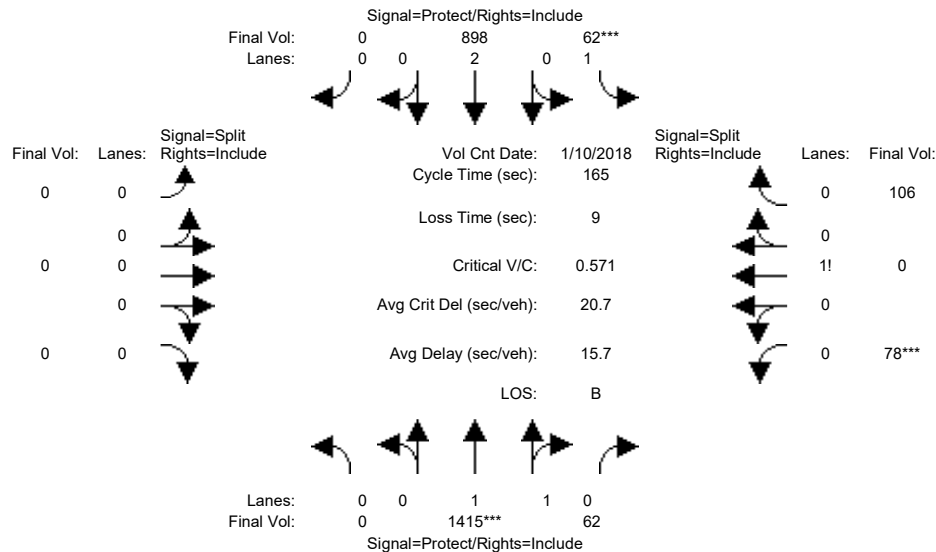 Signal=Protect/Rights=Include
Final Vol: 0 898 62***
Lanes: 0 0 2 0 1
Signal=Split
Final Vol: Lanes: Rights=Include
Vol Cnt Date: 1/10/2018
Signal=Split
Rights=Include Lanes: Final Vol:
Cycle Time (sec): 165
0 0
0 106
Loss Time (sec): 9
0
0
0 0
Critical V/C: 0.571
1! 0
0
Avg Crit Del (sec/veh): 20.7
0
0 0
Avg Delay (sec/veh): 15.7
0 78***
LOS: B
Lanes: 0 0 1 1 0
Final Vol: 0 1415*** 62
Signal=Protect/Rights=Include